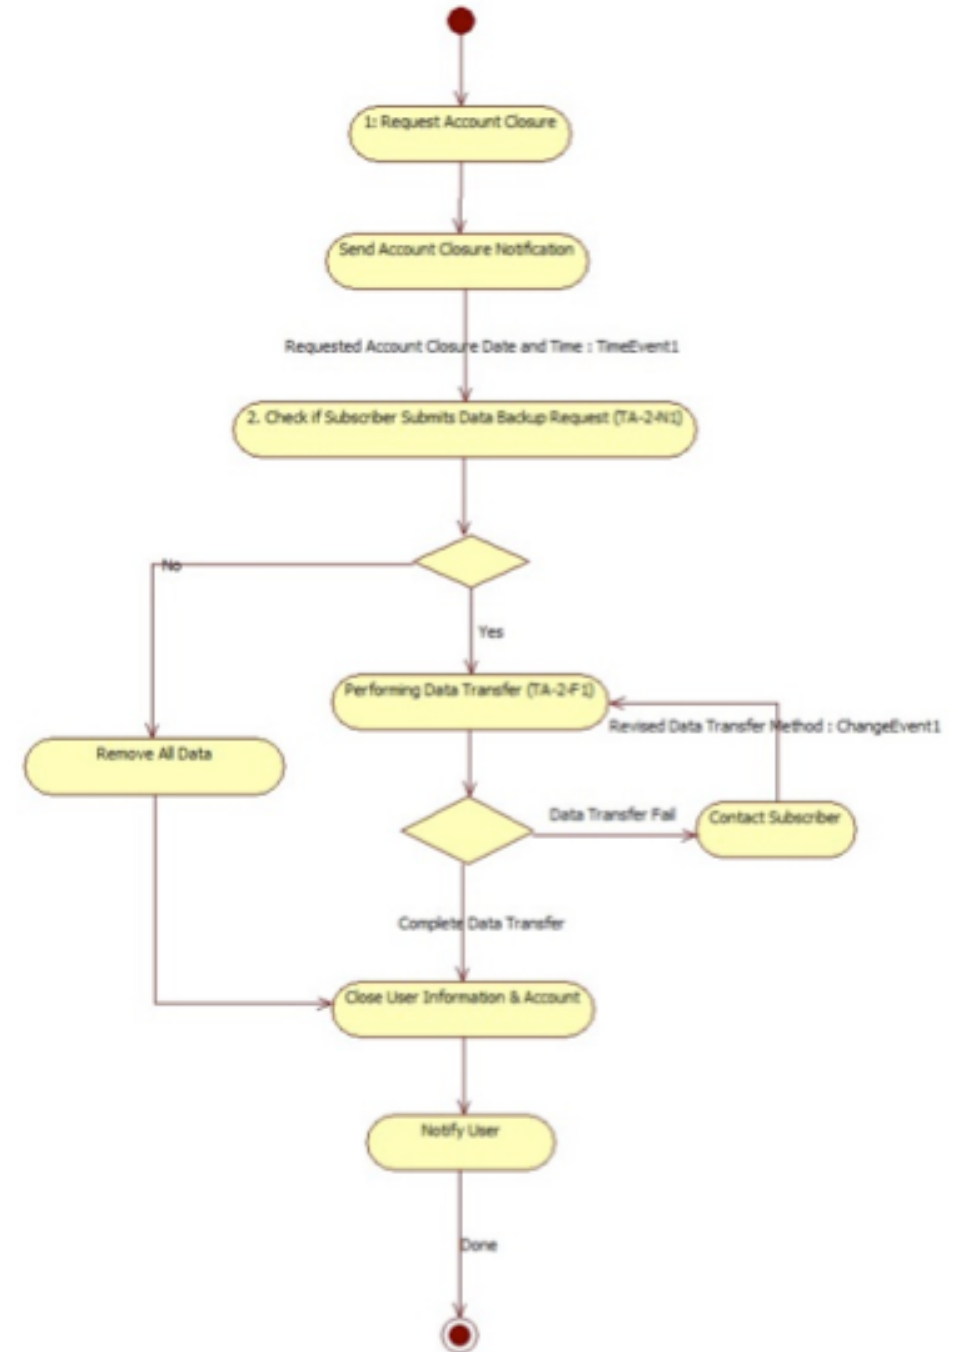 1: Request Account Closure
Send Account Closure Notification
Requested Account Closure Date and Time : TimeEvent1
2. Check if Subscriber Submits Data Backup Request (TA-2-N1)
No
Yes
Performing Data Transfer (TA-2-F1)
Revised Data Transfer Method : ChangeEvent1
Remove All Data
Data Transfer Fail
Contact Subscriber
Complete Data Transfer
Close User Information & Account
Notify User
Done